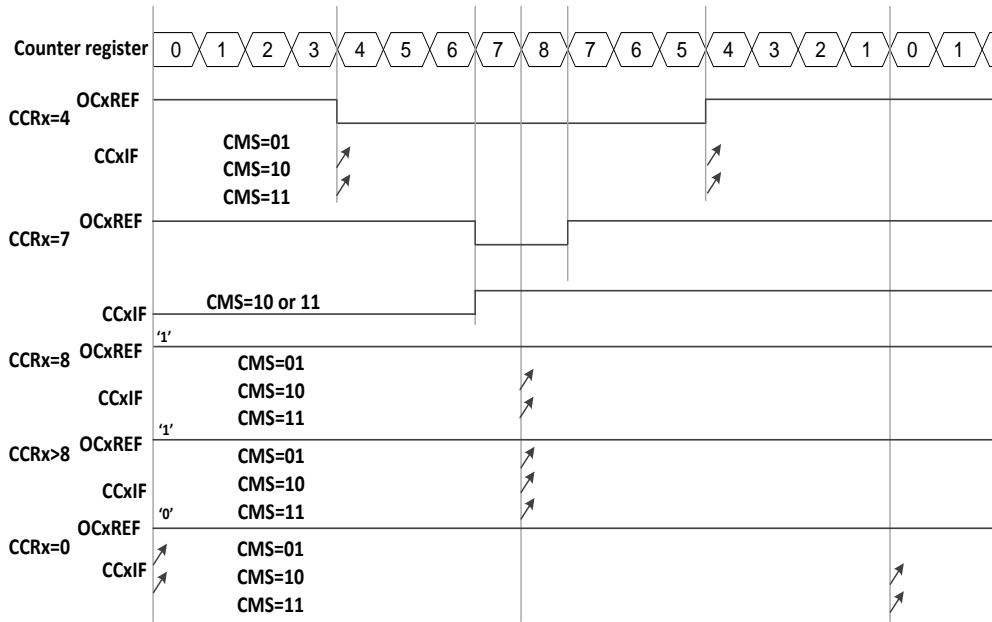 Counter register 0 1 2 3 4 5 6 7 8 7 6 5 4 3 2 1 0 1
OCxREF
CCRx=4
CMS=01
CCxIF
CMS=10
CMS=11
OCxREF
CCRx=7
CMS=10 or 11
CCxIF
‘1’
OCxREF
CCRx=8
CMS=01
CMS=10
CCxIF
CMS=11
‘1’
OCxREF
CCRx>8
CMS=01
CMS=10
CCxIF
CMS=11
‘0’
OCxREF
CCRx=0
CMS=01
CCxIF
CMS=10
CMS=11